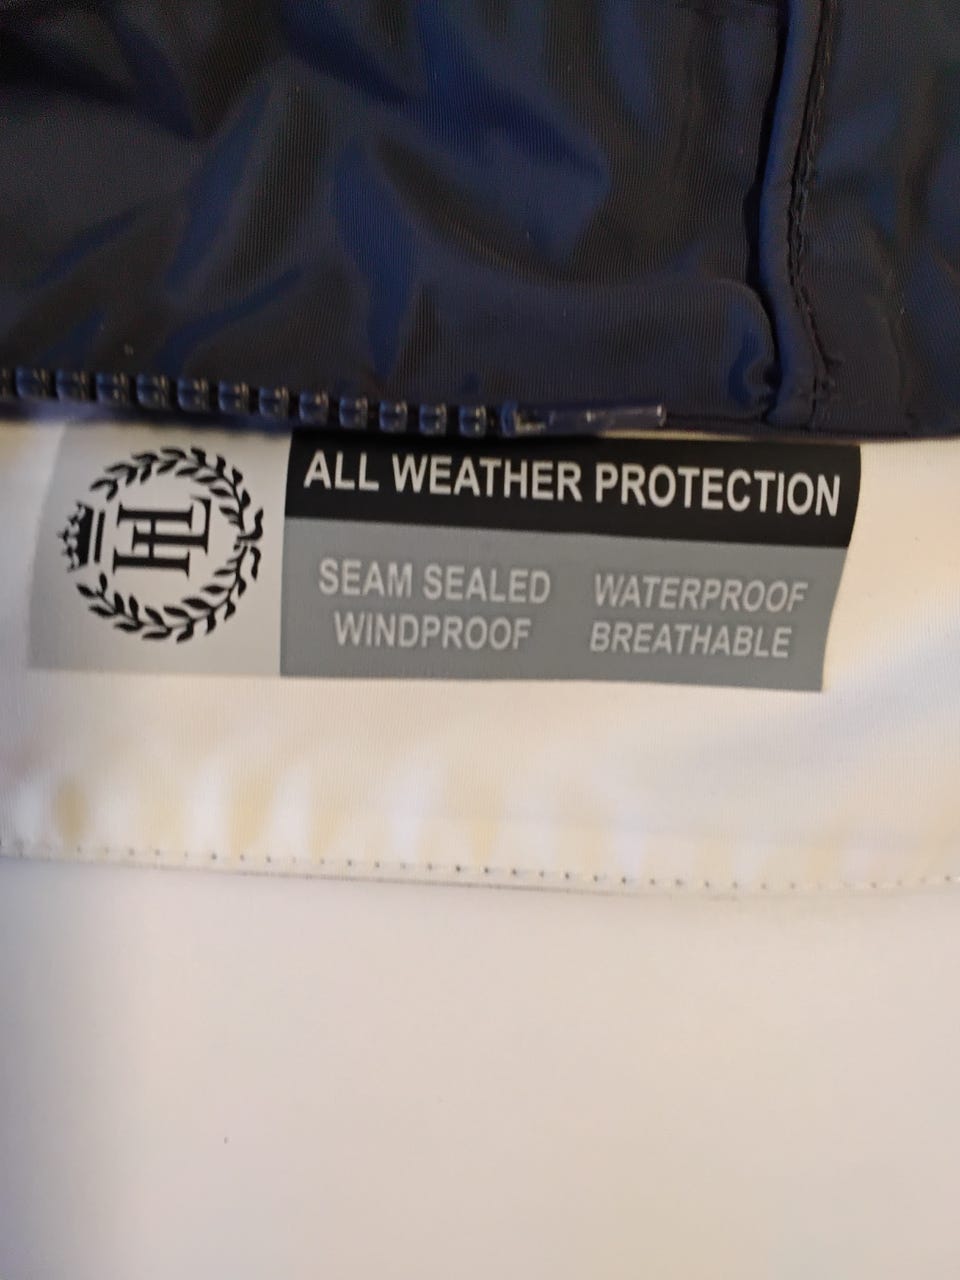 HL
ALL WEATHER PROTECTION
SEAM SEALED WATERPROOF
WINDPROOF BREATHABLE